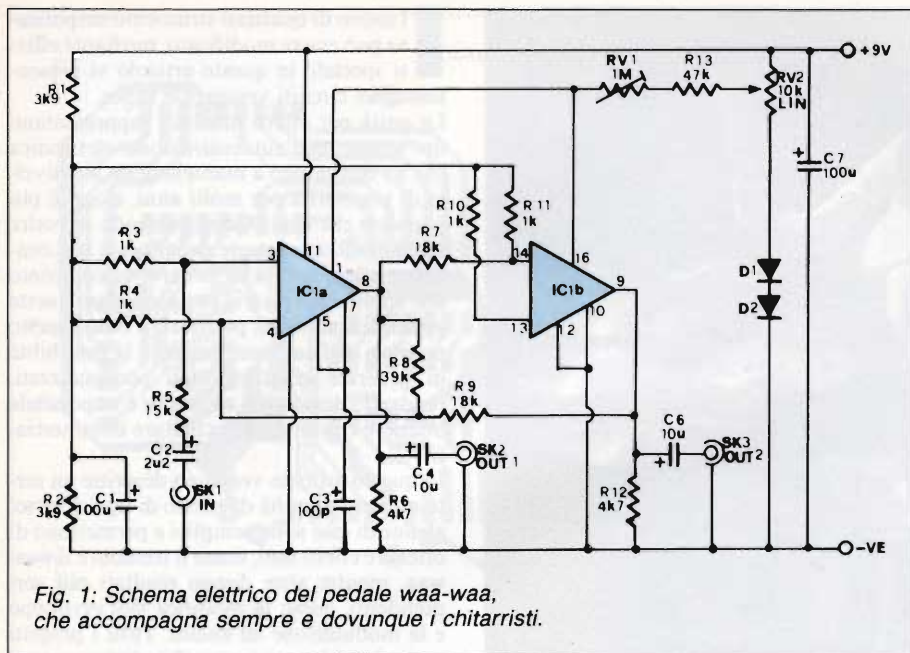 R1
3k9
R3
1k
R4
1k
R5
15k
C2
2u2
SK1
IN
R2
3k9
C1
100u
3
4
11
1
IC1a
8
5
7
C3
100p
R6
4k7
C4
10u
SK2
OUT 1
R7
18k
R8
39k
R9
18k
R10
1k
R11
1k
14
13
16
IC1b
9
12
10
R12
4k7
C6
10u
SK3
OUT 2
RV1
1M
R13
47k
RV2
10k
LIN
D1
D2
C7
100u
+9V
-VE
Fig. 1: Schema elettrico del pedale waa-waa,
che accompagna sempre e dovunque i chitarristi.